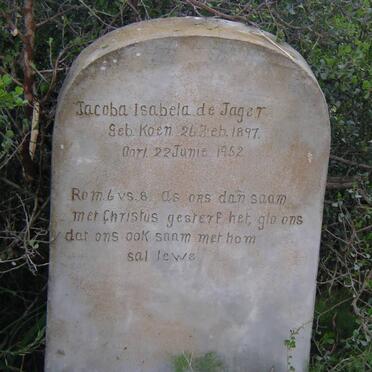 Jacoba Isabela de Jager
Geb. Koen 26 Feb. 1897.
Oorl. 22 Junie 1952
Rom. 6 vs. 8. As ons dan saam
met Christus gesterf het, glo ons
dat ons ook saam met hom
sal lewe